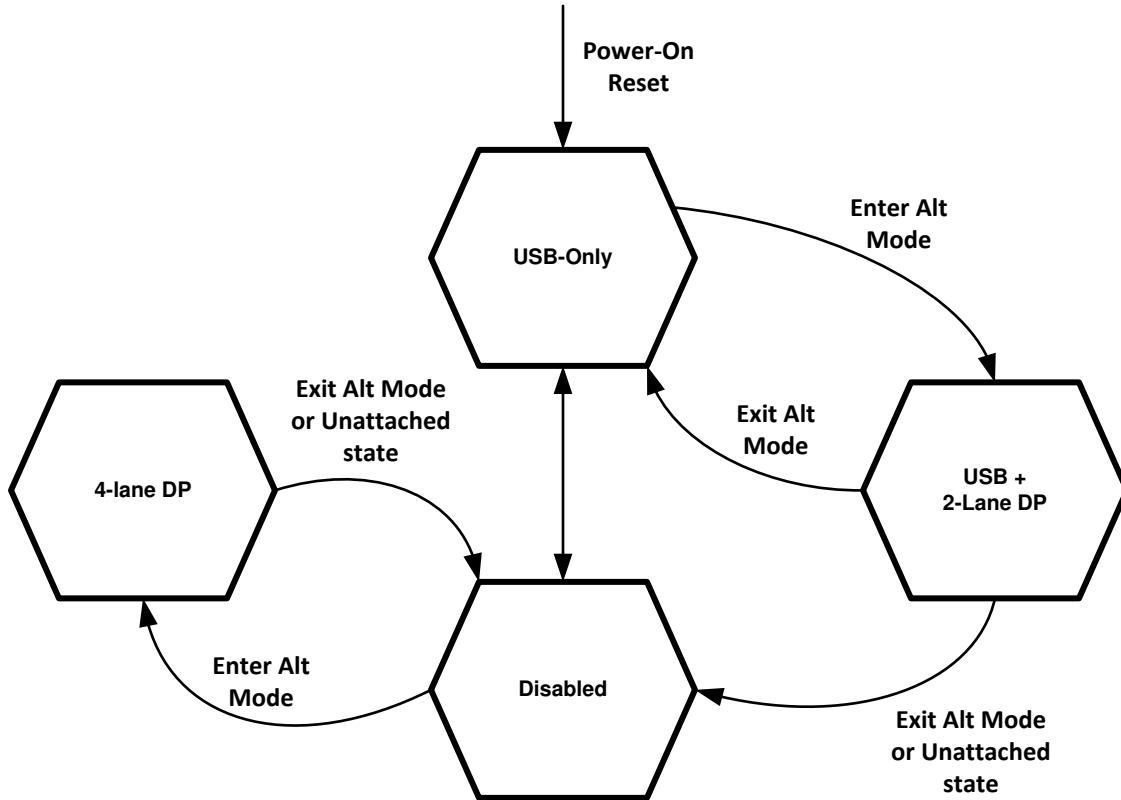 Power-On
Reset
Enter Alt
Mode
USB-Only
Exit Alt Mode
or Unattached
state
Exit Alt
Mode
4-lane DP
USB +
2-Lane DP
Enter Alt
Mode
Disabled
Exit Alt Mode
or Unattached
state